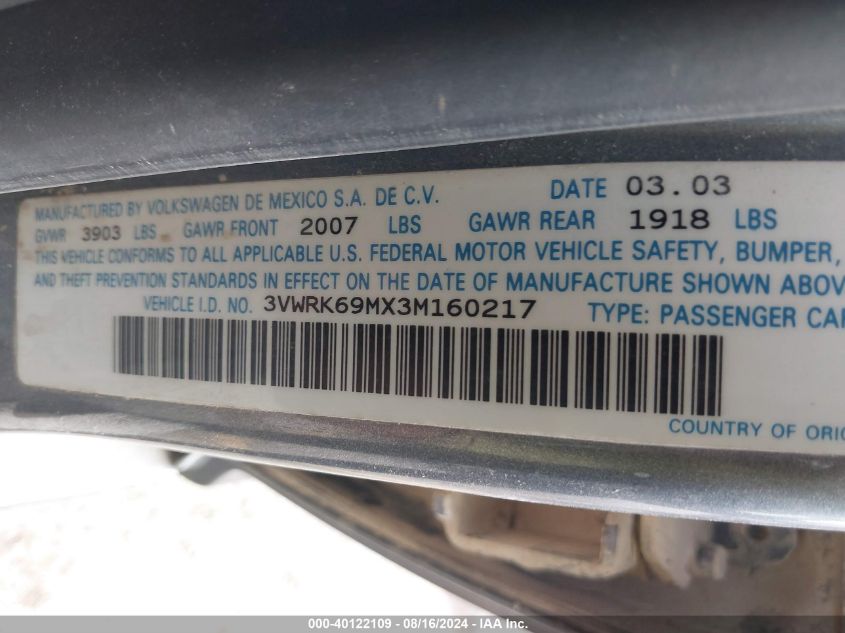 MANUFACTURED BY VOLKSWAGEN DE MEXICO S.A. DE C.V. DATE 03.03
GVWR 3903 LBS GAWR FRONT 2007 LBS GAWR REAR 1918 LBS
THIS VEHICLE CONFORMS TO ALL APPLICABLE U.S. FEDERAL MOTOR VEHICLE SAFETY, BUMPER,
AND THEFT PREVENTION STANDARDS IN EFFECT ON THE DATE OF MANUFACTURE SHOWN ABOV
VEHICLE I.D. NO. 3VWRK69MX3M160217 TYPE: PASSENGER CAR
COUNTRY OF ORIG
000-40122109 - 08/16/2024 - IAA Inc.